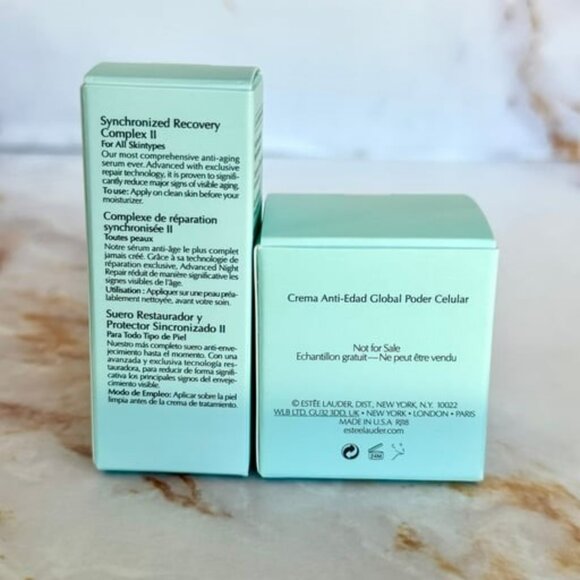 Synchronized Recovery
Complex II
For All Skintypes
Our most comprehensive anti-aging
serum ever. Advanced with exclusive
repair technology, it is proven to signifi-
cantly reduce major signs of visible aging.
To use: Apply on clean skin before your
moisturizer.
Complexe de réparation
synchronisée II
Toutes peaux
Notre sérum anti-âge le plus complet
jamais créé. Grâce à sa technologie de
réparation exclusive, Advanced Night
Repair réduit de manière significative les
signes visibles de l'âge.
Utilisation : Appliquer sur une peau préa-
lablement nettoyée, avant votre soin.
Suero Restaurador y
Protector Sincronizado II
Para Todo Tipo de Piel
Nuestro más completo suero anti-enve-
jecimiento hasta el momento. Con una
avanzada y exclusiva tecnología res-
tauradora, para reducir de forma signifi-
cativa los principales signos del enveje-
cimiento visible.
Modo de Empleo: Aplicar sobre la piel
limpia antes de la crema de tratamiento.
Crema Anti-Edad Global Poder Celular
Not for Sale
Echantillon gratuit—Ne peut être vendu
© ESTÉE LAUDER, DIST., NEW YORK, N.Y. 10022
WLB LTD. GU32 3DD, UK • NEW YORK • LONDON • PARIS
MADE IN U.S.A. RJ18
esteelauder.com
24M